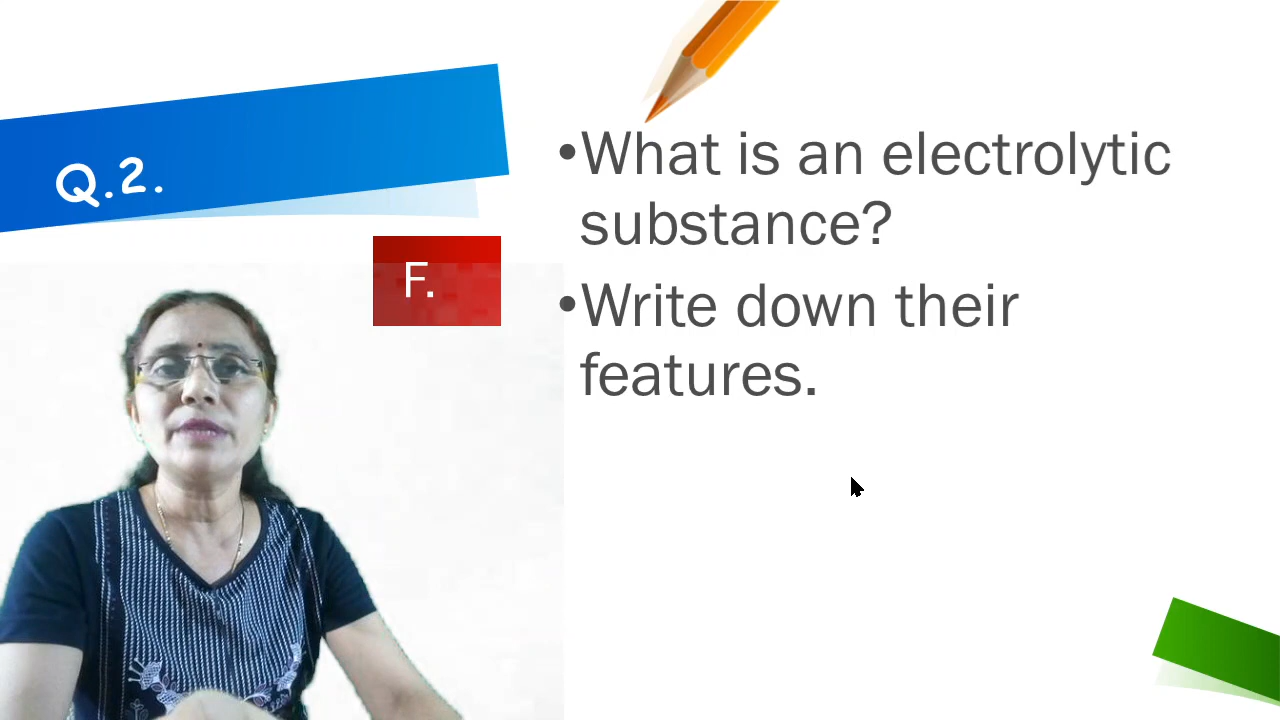 Q.2.
F.
•What is an electrolytic
substance?
•Write down their
features.